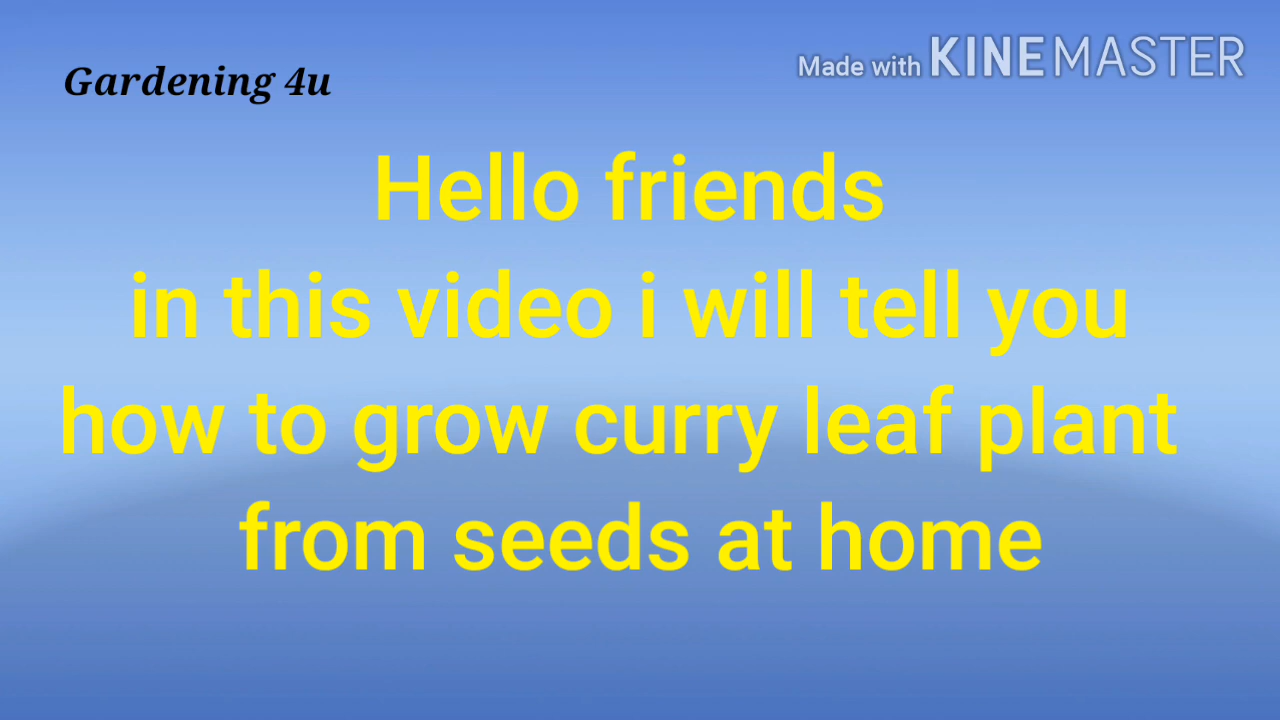 Gardening 4u
Made with KINEMASTER
Hello friends
in this video i will tell you
how to grow curry leaf plant
from seeds at home